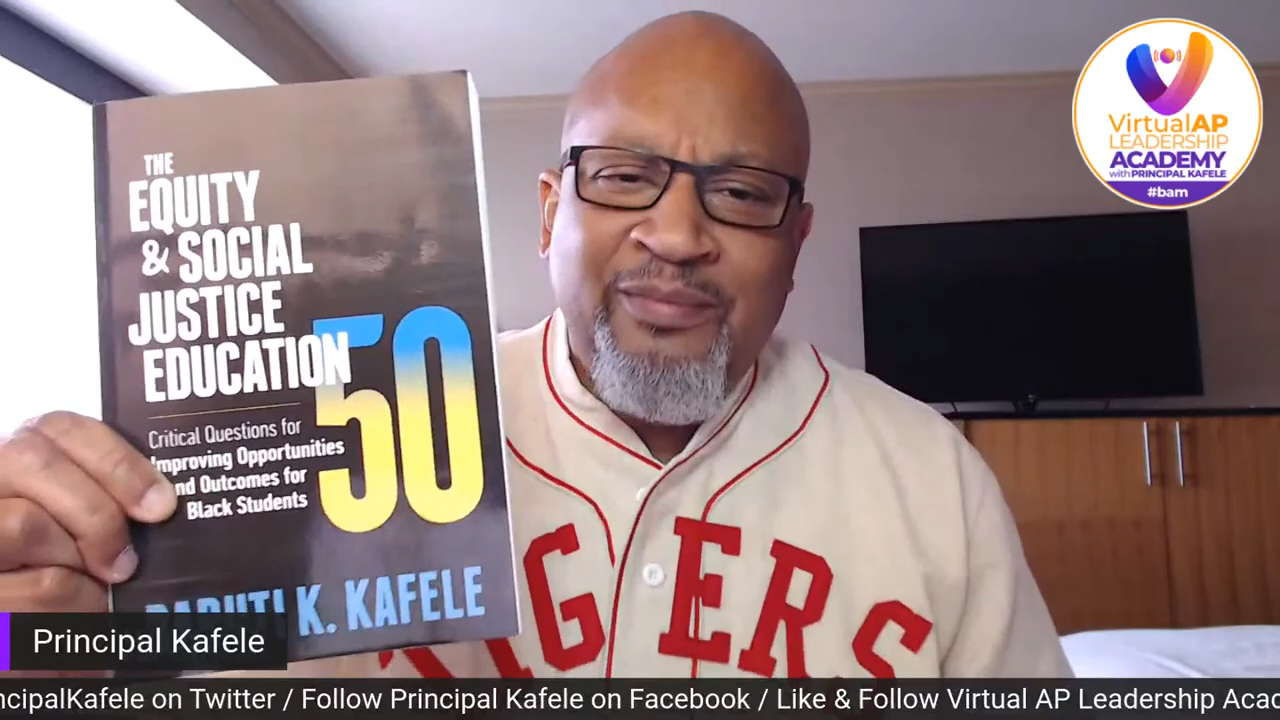 THE
EQUITY
& SOCIAL
JUSTICE
EDUCATION
50
Critical Questions for
Improving Opportunities
and Outcomes for
Black Students
BARUTI K. KAFELE
VirtualAP
LEADERSHIP
ACADEMY
with PRINCIPAL KAFELE
#bam
TIGERS
Principal Kafele
ncipalKafele on Twitter / Follow Principal Kafele on Facebook / Like & Follow Virtual AP Leadership Acad